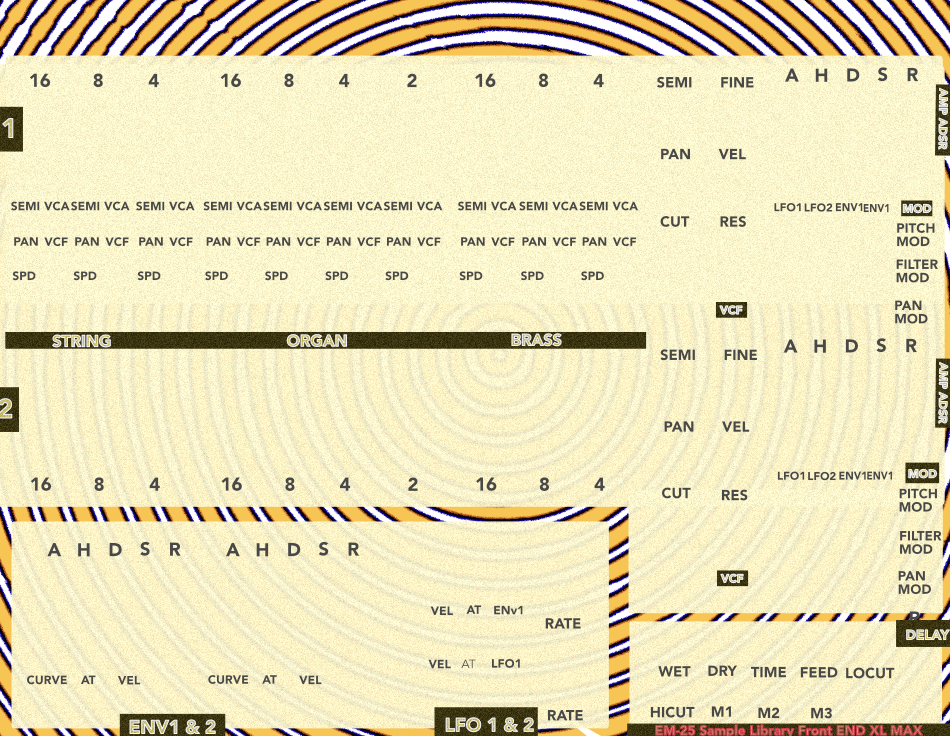 16 8 4 16 8 4 2 16 8 4 SEMI FINE A H D S R
AMP ADSR
1
PAN VEL
SEMI VCA SEMI VCA SEMI VCA SEMI VCA SEMI VCA SEMI VCA SEMI VCA SEMI VCA SEMI VCA SEMI VCA
CUT RES
LFO1 LFO2 ENV1 ENV1 MOD
PITCH
MOD
PAN VCF PAN VCF PAN VCF PAN VCF PAN VCF PAN VCF PAN VCF PAN VCF PAN VCF PAN VCF
FILTER
MOD
SPD SPD SPD SPD SPD SPD SPD SPD SPD SPD
PAN
MOD
VCF
STRING ORGAN BRASS
SEMI FINE A H D S R
AMP ADSR
2
PAN VEL
LFO1 LFO2 ENV1 ENV1 MOD
16 8 4 16 8 4 2 16 8 4
CUT RES
PITCH
MOD
FILTER
MOD
VCF
PAN
MOD
A H D S R A H D S R
VEL AT ENv1
RATE
DELAY
VEL AT LFO1
CURVE AT VEL CURVE AT VEL
WET DRY TIME FEED LOCUT
HICUT M1 M2 M3
RATE
ENV1 & 2 LFO 1 & 2
EM-25 Sample Library Front END XL MAX